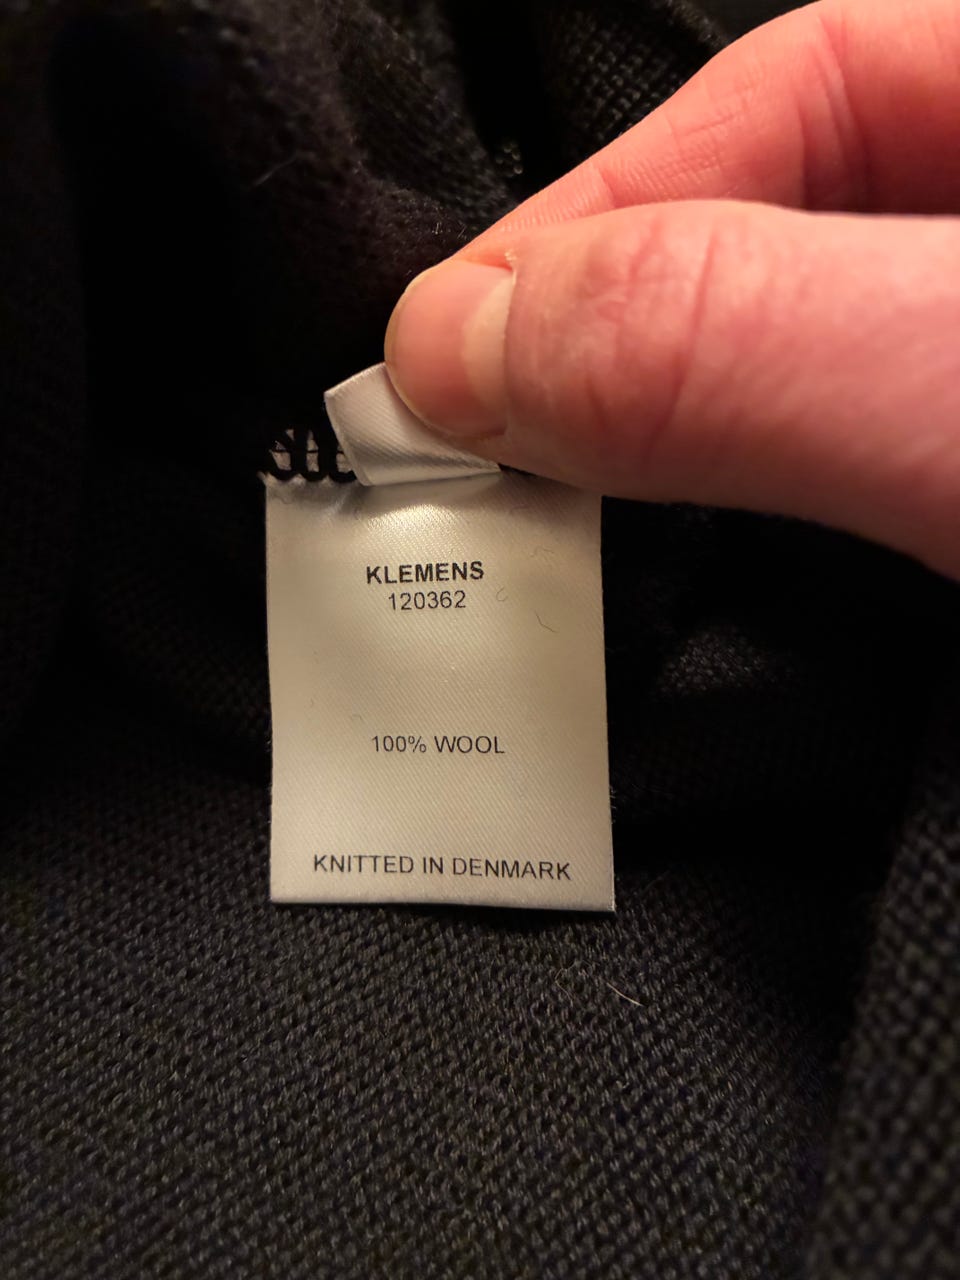 KLEMENS
120362
100% WOOL
KNITTED IN DENMARK